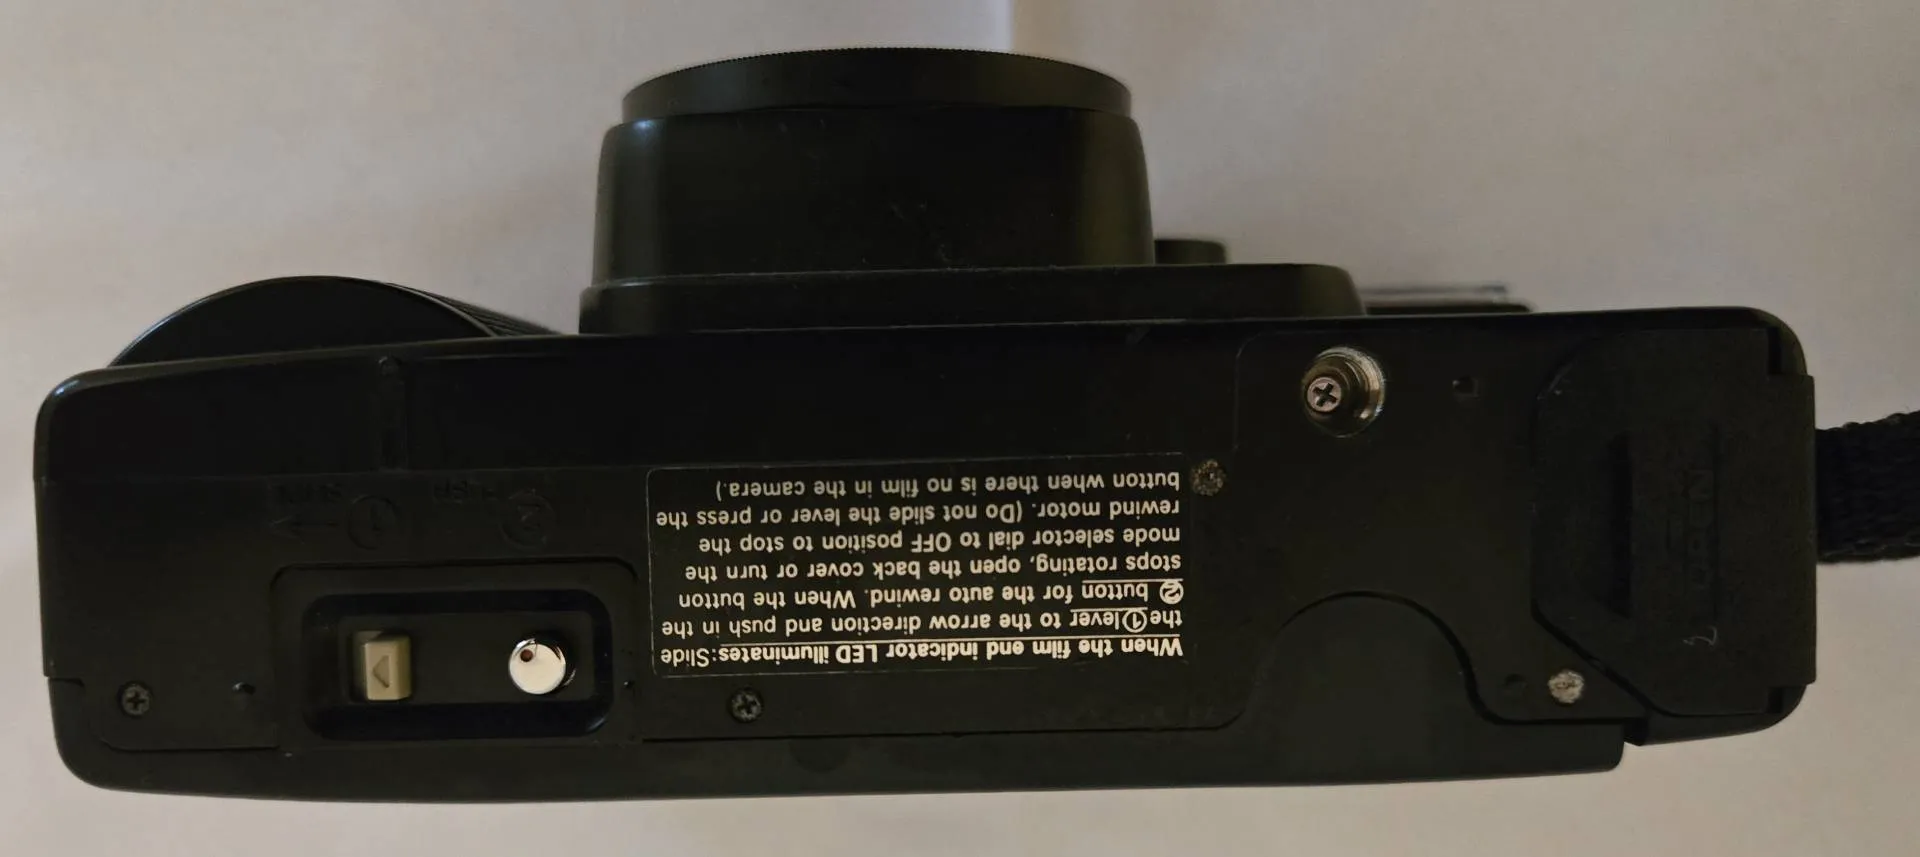 When the film end indicator LED illuminates:Slide
the ①lever to the arrow direction and push in the
② button for the auto rewind. When the button
stops rotating, open the back cover or turn the
mode selector dial to OFF position to stop the
rewind motor. (Do not slide the lever or press the
button when there is no film in the camera.)
OPEN